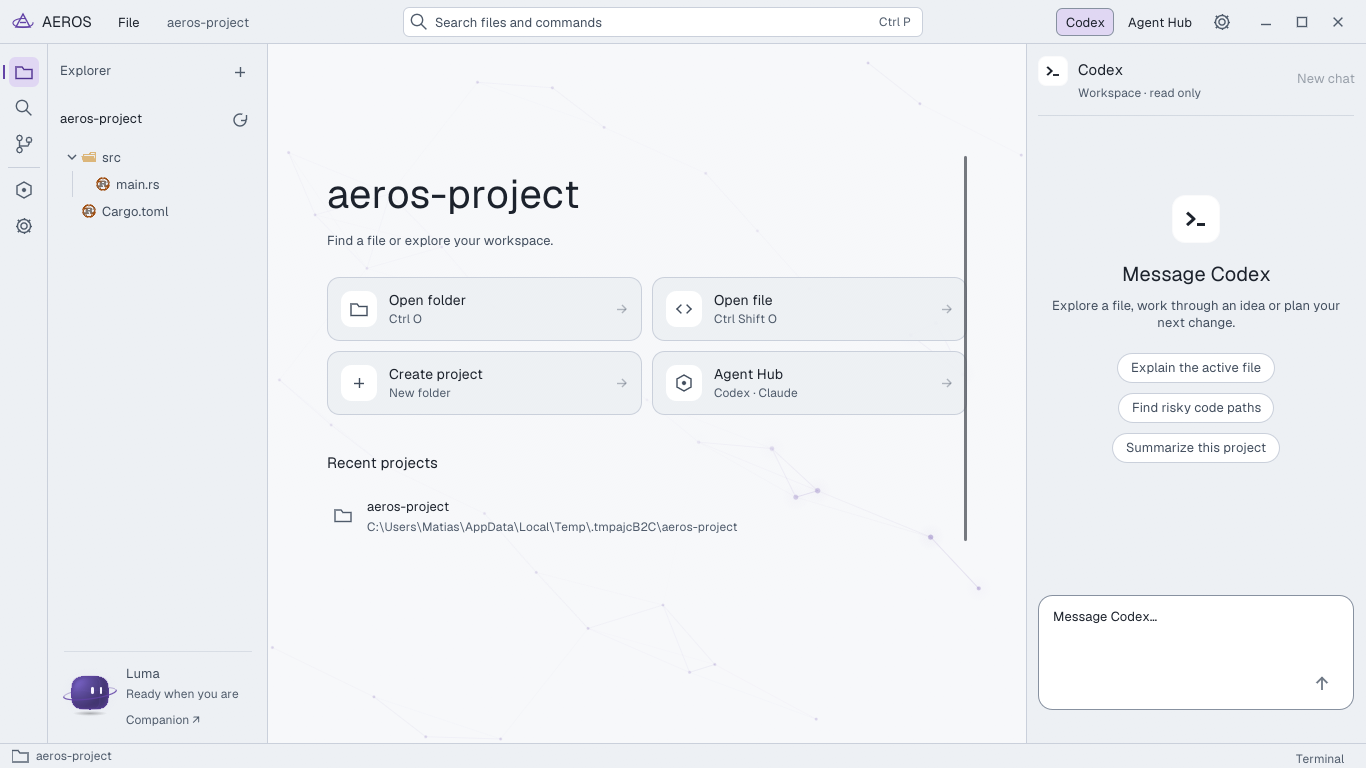 AEROS
File
aeros-project
Search files and commands
Ctrl P
Codex
Agent Hub
Explorer
aeros-project
src
main.rs
Cargo.toml
Luma
Ready when you are
Companion ↗
aeros-project
Find a file or explore your workspace.
Open folder
Ctrl O
Open file
Ctrl Shift O
Create project
New folder
Agent Hub
Codex · Claude
Recent projects
aeros-project
C:\Users\Matias\AppData\Local\Temp\.tmpajcB2C\aeros-project
Codex
Workspace · read only
New chat
Message Codex
Explore a file, work through an idea or plan your
next change.
Explain the active file
Find risky code paths
Summarize this project
Message Codex…
aeros-project
Terminal